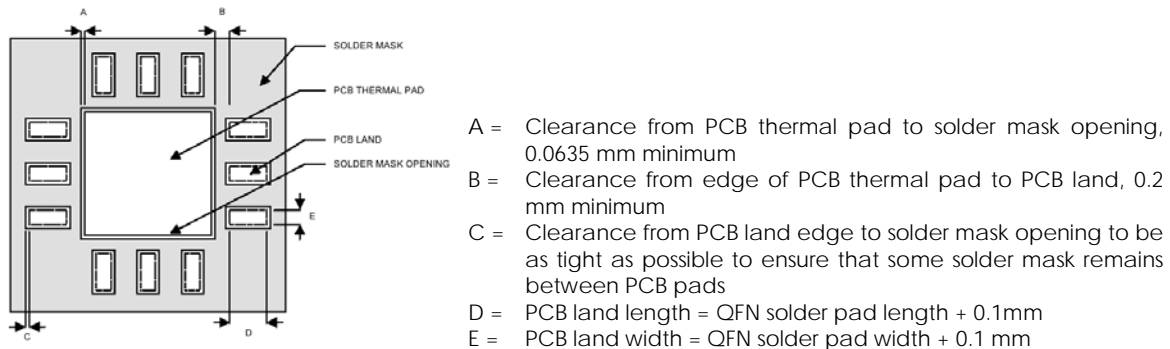 A
B
SOLDER MASK
PCB THERMAL PAD
PCB LAND
SOLDER MASK OPENING
E
C
D
A = Clearance from PCB thermal pad to solder mask opening,
0.0635 mm minimum
B = Clearance from edge of PCB thermal pad to PCB land, 0.2
mm minimum
C = Clearance from PCB land edge to solder mask opening to be
as tight as possible to ensure that some solder mask remains
between PCB pads
D = PCB land length = QFN solder pad length + 0.1mm
E = PCB land width = QFN solder pad width + 0.1 mm